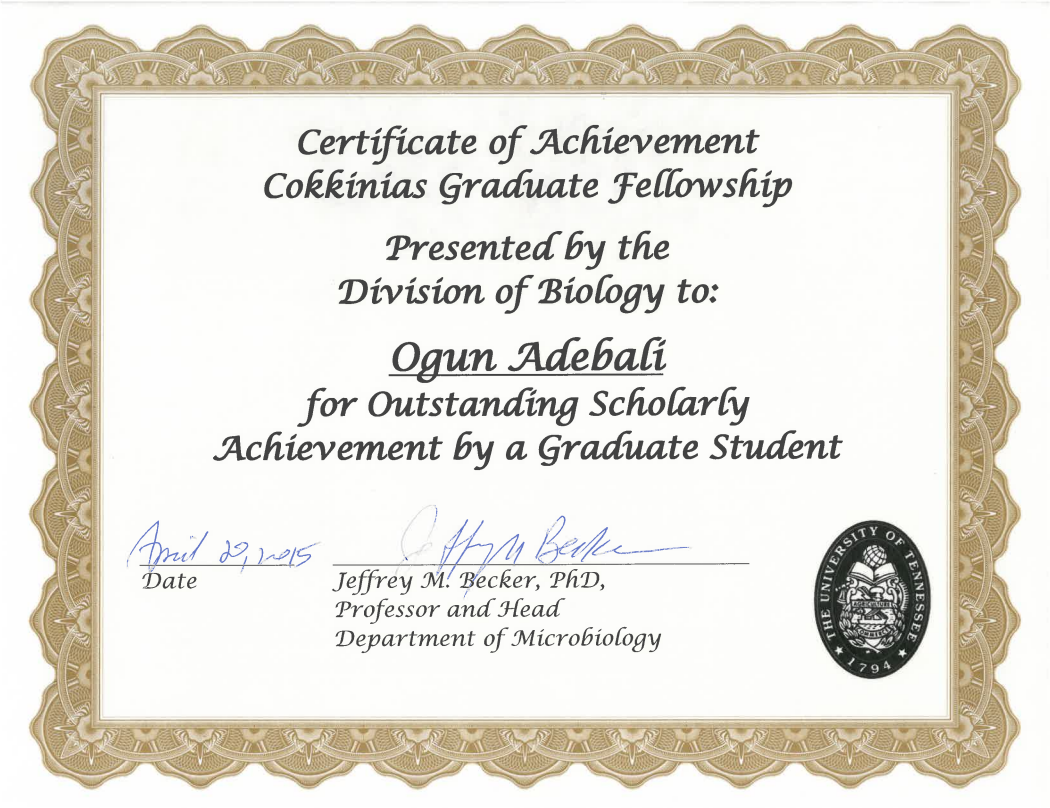 Certificate of Achievement
Cokkinias Graduate Fellowship
Presented by the
Division of Biology to:
Ogun Adebali
for Outstanding Scholarly
Achievement by a Graduate Student
April 29, 2015
Jeffrey M Becker
Date
Jeffrey M. Becker, PhD,
Professor and Head
Department of Microbiology
THE UNIVERSITY OF TENNESSEE
AGRICULTURE
COMMERCE
1794